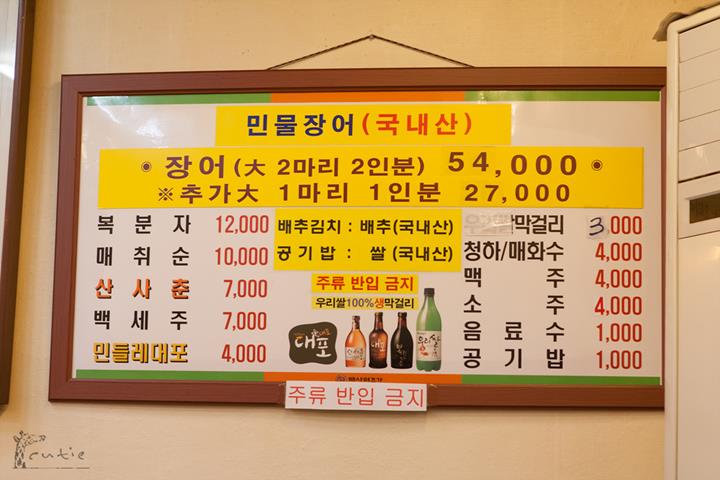 민물장어(국내산)
장어(大 2마리 2인분) 54,000
※추가大 1마리 1인분 27,000
복분자 12,000
매취순 10,000
산사춘 7,000
백세주 7,000
민들레대포 4,000
배추김치 : 배추(국내산)
공기밥 : 쌀(국내산)
주류 반입 금지
우리쌀100%생막걸리
대포
우리쌀
우리쌀막걸리 3,000
청하/매화수 4,000
맥주 4,000
소주 4,000
음료수 1,000
공기밥 1,000
주류 반입 금지
cutie